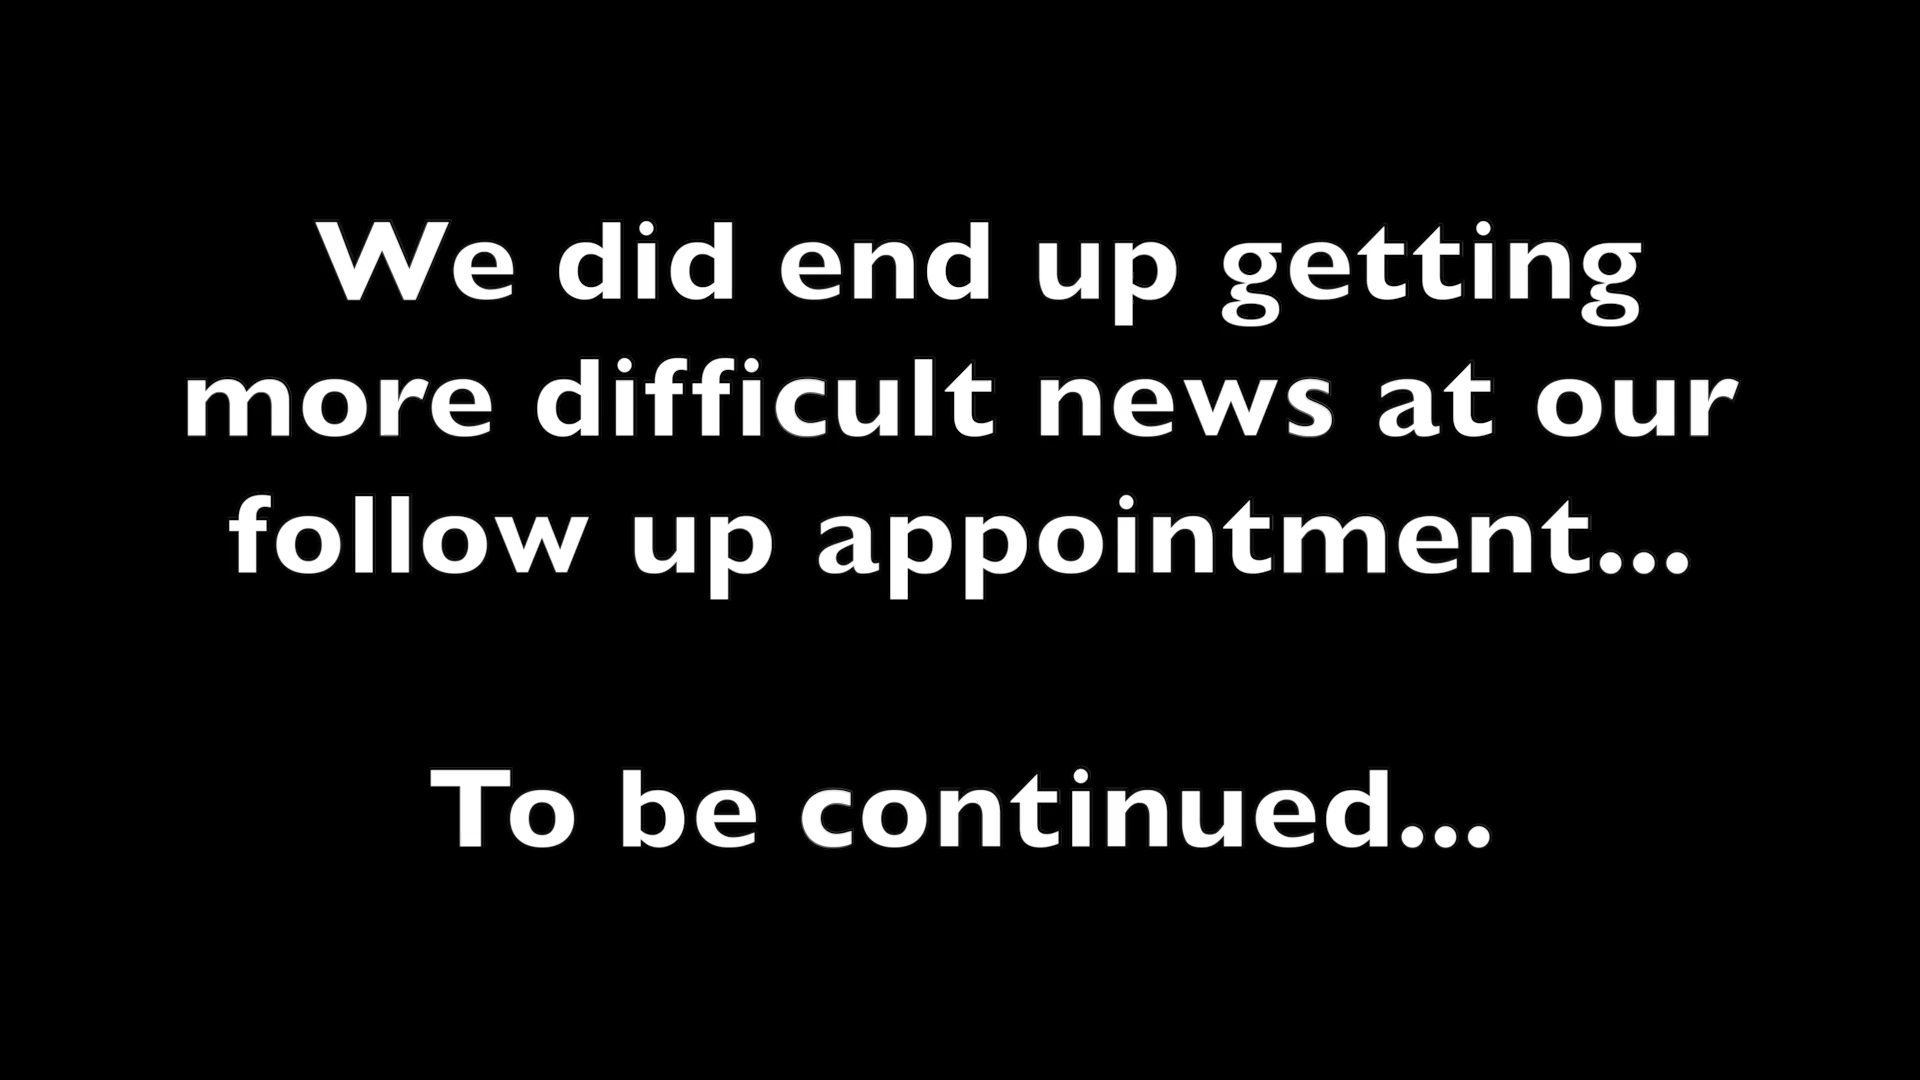 We did end up getting
more difficult news at our
follow up appointment...
To be continued...